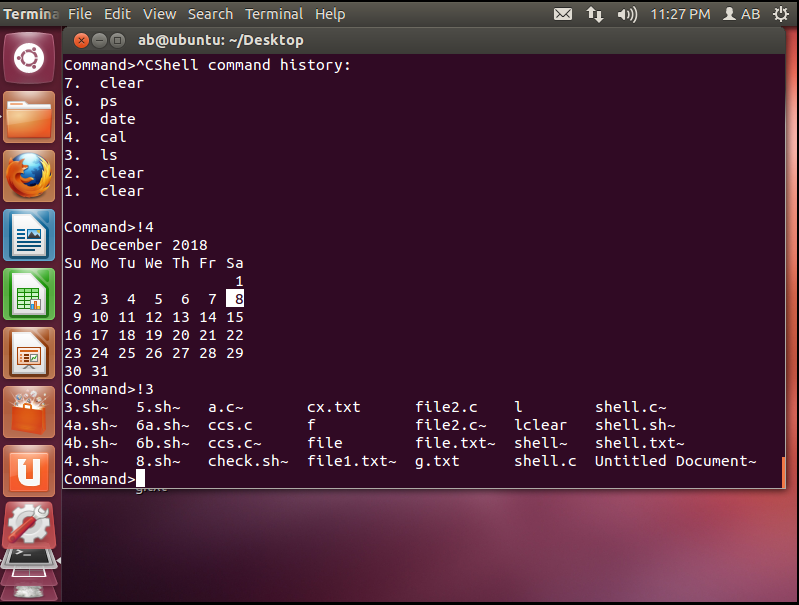 Termina File Edit View Search Terminal Help 11:27 PM AB
ab@ubuntu: ~/Desktop
Command>^CShell command history:
7.  clear
6.  ps
5.  date
4.  cal
3.  ls
2.  clear
1.  clear
Command>!4
   December 2018
Su Mo Tu We Th Fr Sa
                   1
 2  3  4  5  6  7  8
 9 10 11 12 13 14 15
16 17 18 19 20 21 22
23 24 25 26 27 28 29
30 31
Command>!3
3.sh~   5.sh~   a.c~       cx.txt      file2.c     l        shell.c~
4a.sh~  6a.sh~  ccs.c      f           file2.c~    lclear   shell.sh~
4b.sh~  6b.sh~  ccs.c~     file        file.txt~   shell~   shell.txt~
4.sh~   8.sh~   check.sh~  file1.txt~  g.txt       shell.c  Untitled Document~
Command>
g.txt